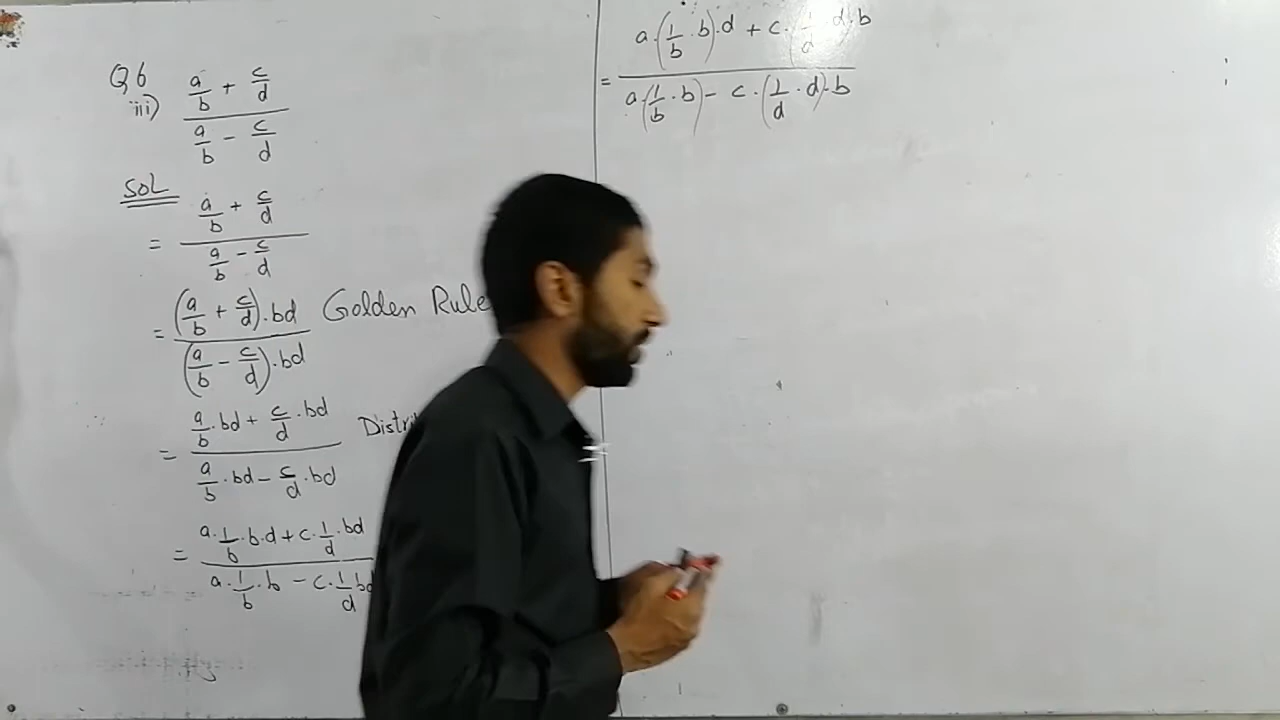 Q6
iii) a/b + c/d
a/b - c/d
SOL
= a/b + c/d
a/b - c/d
= (a/b + c/d).bd Golden Rule
(a/b - c/d).bd
= a/b.bd + c/d.bd
a/b.bd - c/d.bd
= a.1/b.b.d + c.1/d.bd
a.1/b.b - c.1/d
= a.(1/b.b).d + c.
a.(1/b.b) - c.(1/d.d).b